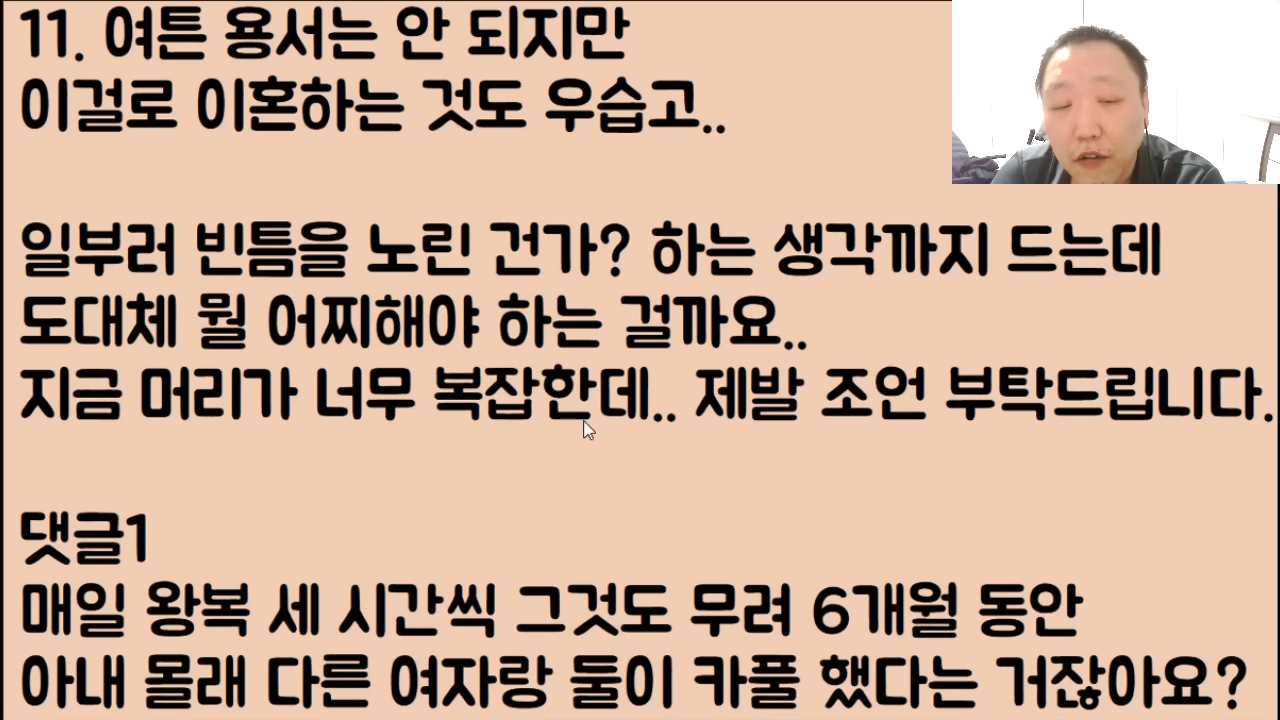 11. 여튼 용서는 안 되지만
이걸로 이혼하는 것도 우습고..
일부러 빈틈을 노린 건가? 하는 생각까지 드는데
도대체 뭘 어찌해야 하는 걸까요..
지금 머리가 너무 복잡한데.. 제발 조언 부탁드립니다.
댓글1
매일 왕복 세 시간씩 그것도 무려 6개월 동안
아내 몰래 다른 여자랑 둘이 카풀 했다는 거잖아요?